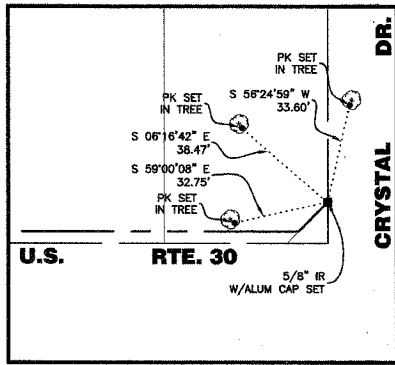 DR.
PK SET
IN TREE
S 56°24'59" W
33.60'
PK SET
IN TREE
S 06°16'42" E
38.47'
S 59°00'08" E
32.75'
PK SET
IN TREE
CRYSTAL
U.S. RTE. 30
5/8" IR
W/ALUM CAP SET